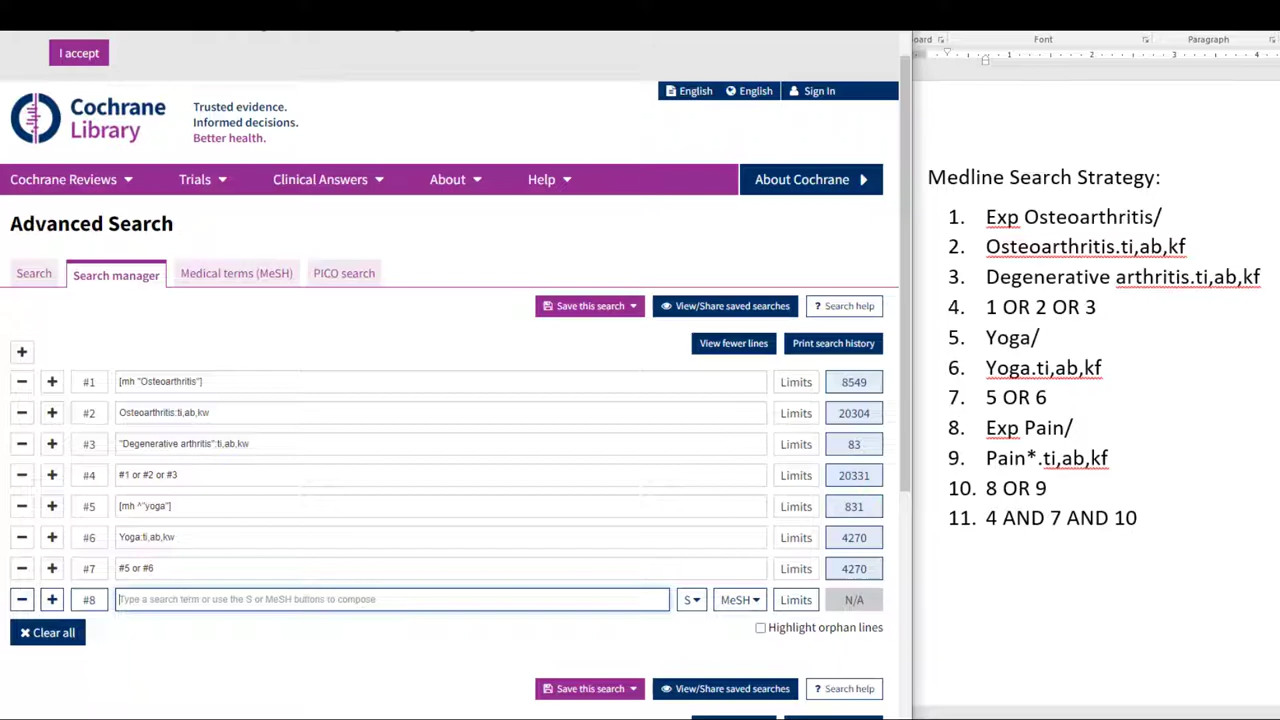 I accept
English English Sign In
Cochrane Library
Trusted evidence.
Informed decisions.
Better health.
Cochrane Reviews Trials Clinical Answers About Help About Cochrane
Advanced Search
Search Search manager Medical terms (MeSH) PICO search
Save this search View/Share saved searches ? Search help
View fewer lines Print search history
+
− + #1 [mh "Osteoarthritis"] Limits 8549
− + #2 Osteoarthritis:ti,ab,kw Limits 20304
− + #3 "Degenerative arthritis":ti,ab,kw Limits 83
− + #4 #1 or #2 or #3 Limits 20331
− + #5 [mh ^"yoga"] Limits 831
− + #6 Yoga:ti,ab,kw Limits 4270
− + #7 #5 or #6 Limits 4270
− + #8 Type a search term or use the S or MeSH buttons to compose S MeSH Limits N/A
Clear all
Highlight orphan lines
Save this search View/Share saved searches ? Search help
oard Font Paragraph
1 2 3 4
Medline Search Strategy:
1. Exp Osteoarthritis/
2. Osteoarthritis.ti,ab,kf
3. Degenerative arthritis.ti,ab,kf
4. 1 OR 2 OR 3
5. Yoga/
6. Yoga.ti,ab,kf
7. 5 OR 6
8. Exp Pain/
9. Pain*.ti,ab,kf
10. 8 OR 9
11. 4 AND 7 AND 10